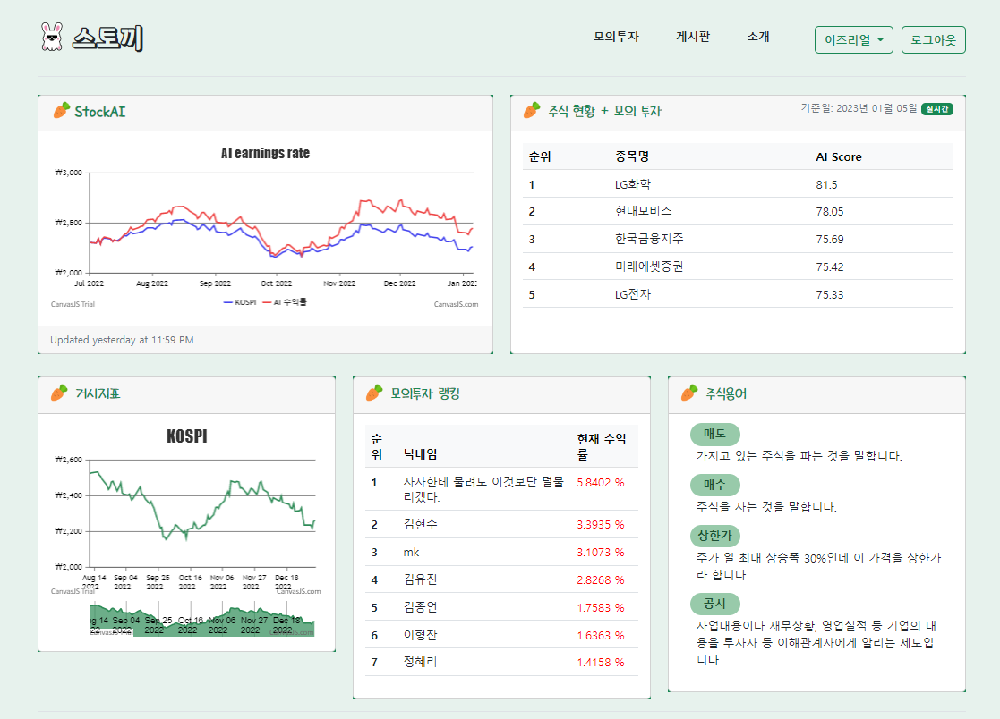 스토끼
모의투자 게시판 소개 이즈리얼 로그아웃
StockAI
AI earnings rate
₩3,000
₩2,500
₩2,000
Jul 2022 Aug 2022 Sep 2022 Oct 2022 Nov 2022 Dec 2022 Jan 202
CanvasJS Trial
KOSPI AI 수익률
CanvasJS.com
Updated yesterday at 11:59 PM
주식 현황 + 모의 투자
기준일: 2023년 01월 05일 실시간
순위 종목명 AI Score
1 LG화학 81.5
2 현대모비스 78.05
3 한국금융지주 75.69
4 미래에셋증권 75.42
5 LG전자 75.33
거시지표
KOSPI
₩2,600
₩2,400
₩2,200
₩2,000
Aug 14 Sep 04 Sep 25 Oct 16 Nov 06 Nov 27 Dec 18
2022 2022 2022 2022 2022 2022 2022
CanvasJS Trial CanvasJS.com
ug 14 Sep 04 Sep 25 Oct 16 Nov 06 Nov 27 Dec 18
22 2022 2022 2022 2022 2022 2022
CanvasJS Trial CanvasJS.com
모의투자 랭킹
순위 닉네임 현재 수익
률
1 사자한테 물려도 이것보단 덜물 5.8402 %
리겠다.
2 김현수 3.3935 %
3 mk 3.1073 %
4 김유진 2.8268 %
5 김종언 1.7583 %
6 이형찬 1.6363 %
7 정혜리 1.4158 %
주식용어
매도
가지고 있는 주식을 파는 것을 말합니다.
매수
주식을 사는 것을 말합니다.
상한가
주가 일 최대 상승폭 30%인데 이 가격을 상한가
라 합니다.
공시
사업내용이나 재무상황, 영업실적 등 기업의 내
용을 투자자 등 이해관계자에게 알리는 제도입
니다.